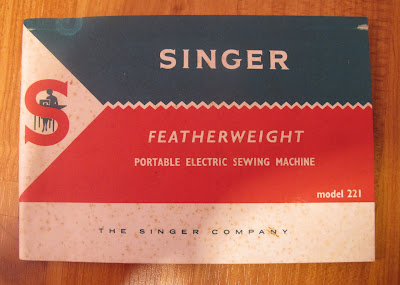 SINGER
S
FEATHERWEIGHT
PORTABLE ELECTRIC SEWING MACHINE
model 221
THE SINGER COMPANY